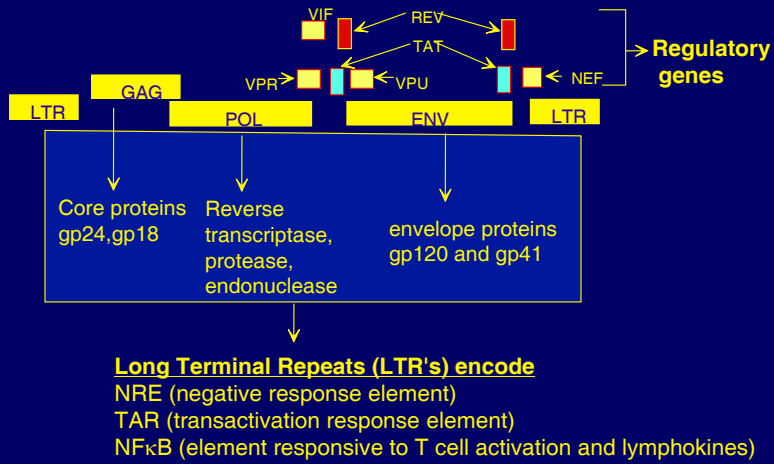 VIF
REV
TAT
Regulatory
genes
VPR
VPU
NEF
GAG
LTR
POL
ENV
LTR
Core proteins
gp24,gp18
Reverse
transcriptase,
protease,
endonuclease
envelope proteins
gp120 and gp41
Long Terminal Repeats (LTR's) encode
NRE (negative response element)
TAR (transactivation response element)
NFκB (element responsive to T cell activation and lymphokines)